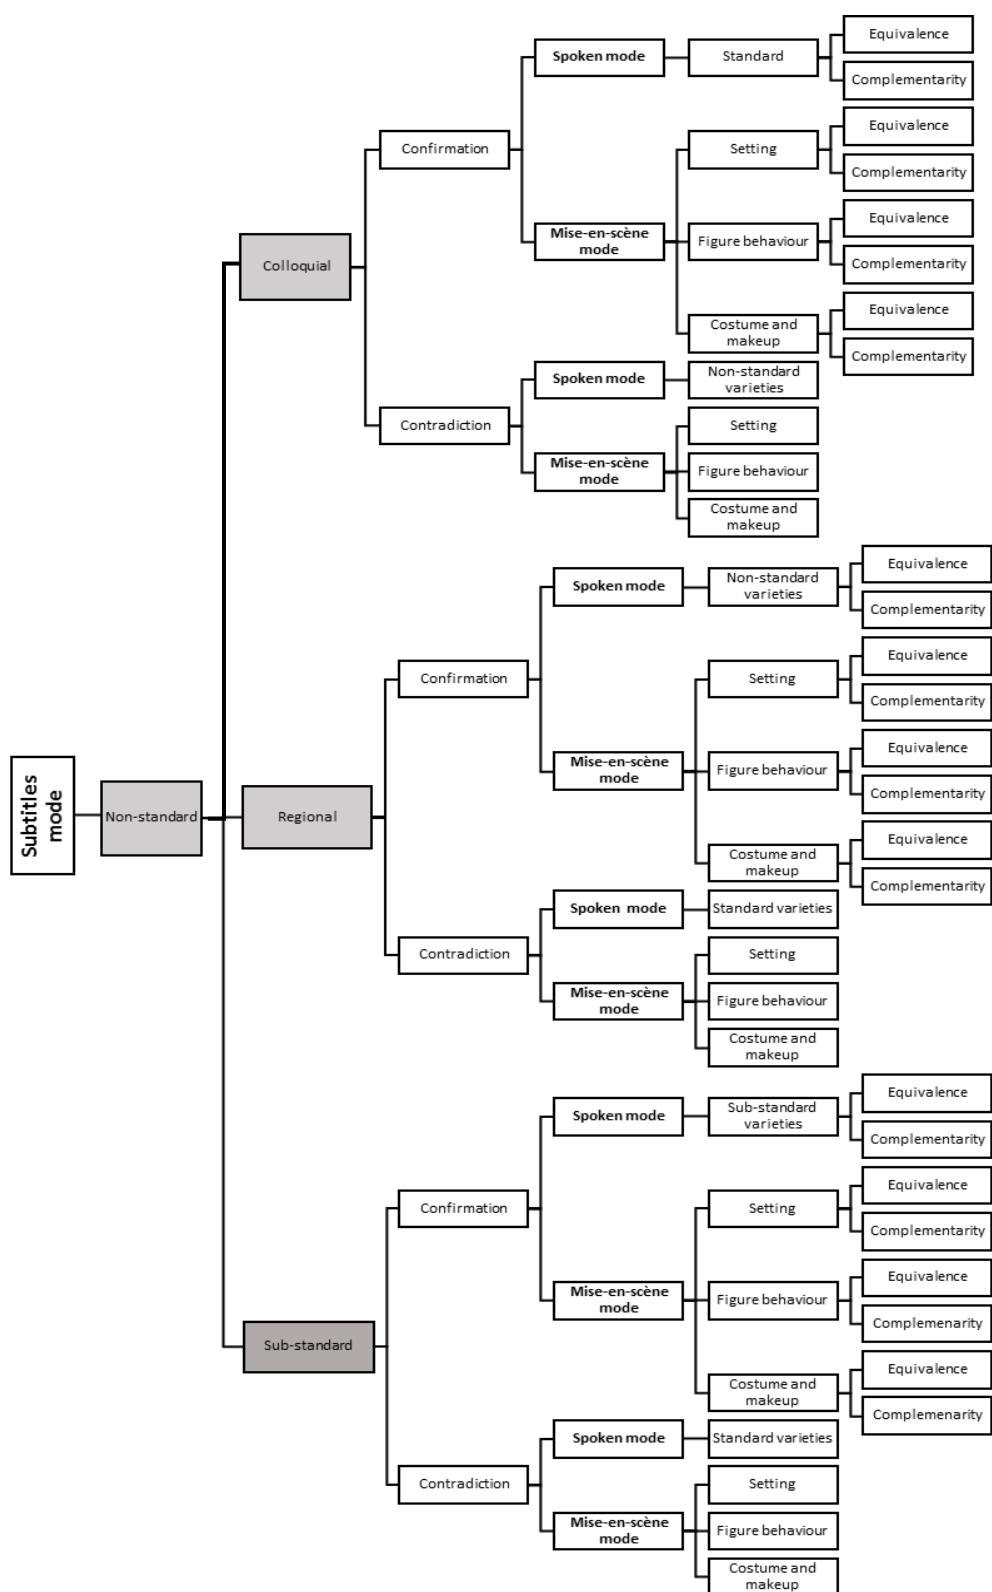 Subtitles
mode
Non-standard
Colloquial
Confirmation
Spoken mode
Standard
Equivalence
Complementarity
Mise-en-scène
mode
Setting
Equivalence
Complementarity
Figure behaviour
Equivalence
Complementarity
Costume and
makeup
Equivalence
Complementarity
Contradiction
Spoken mode
Non-standard
varieties
Mise-en-scène
mode
Setting
Figure behaviour
Costume and
makeup
Regional
Confirmation
Spoken mode
Non-standard
varieties
Equivalence
Complementarity
Mise-en-scène
mode
Setting
Equivalence
Complementarity
Figure behaviour
Equivalence
Complementarity
Costume and
makeup
Equivalence
Complementarity
Contradiction
Spoken mode
Standard varieties
Mise-en-scène
mode
Setting
Figure behaviour
Costume and
makeup
Sub-standard
Confirmation
Spoken mode
Sub-standard
varieties
Equivalence
Complementarity
Mise-en-scène
mode
Setting
Equivalence
Complementarity
Figure behaviour
Equivalence
Complemenarity
Costume and
makeup
Equivalence
Complemenarity
Contradiction
Spoken mode
Standard varieties
Mise-en-scène
mode
Setting
Figure behaviour
Costume and
makeup